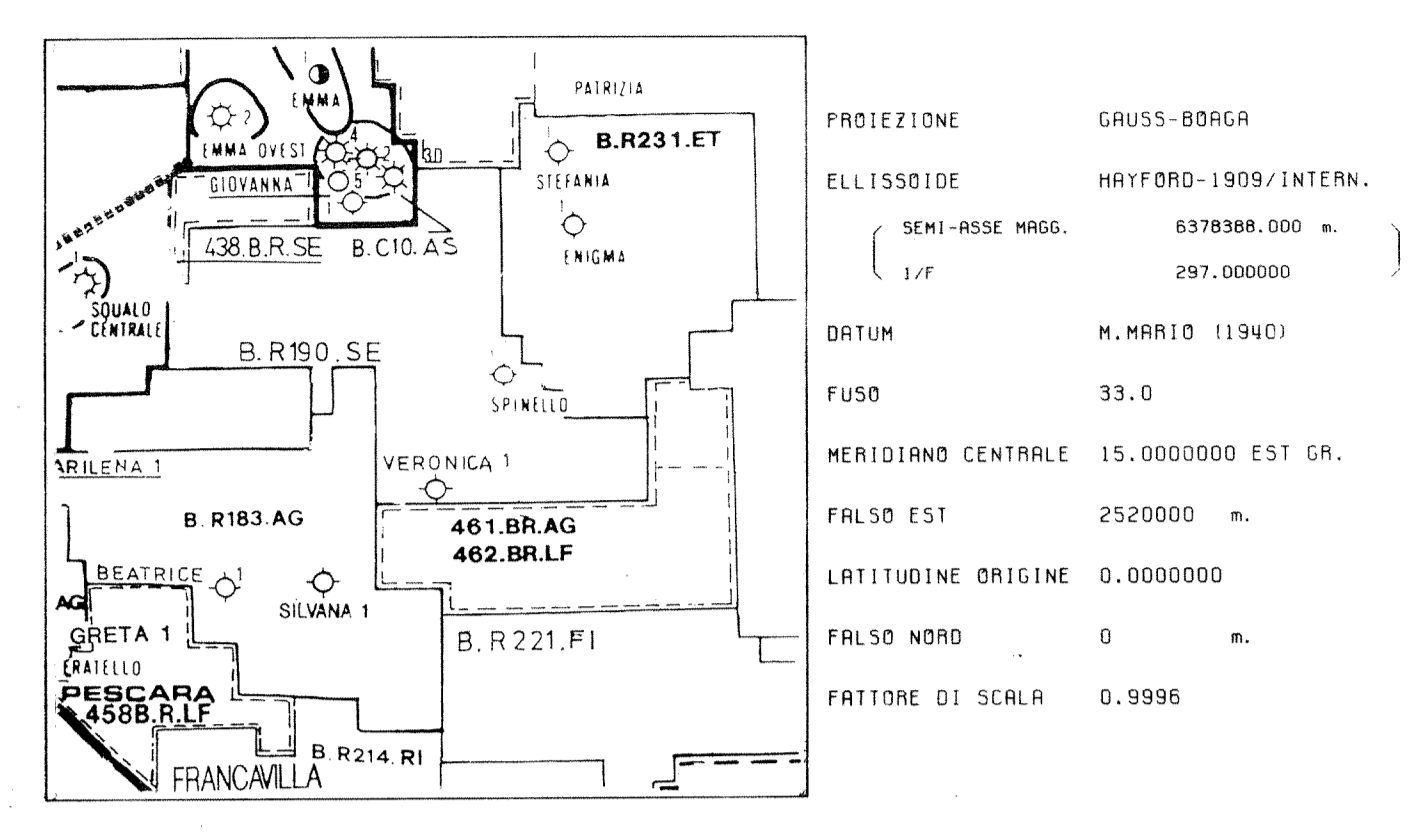 EMMA
2
EMMA OVEST
4
2
3D
5
GIOVANNA
438.B.R.SE
B.C10.AS
PATRIZIA
1
B.R231.ET
STEFANIA
1
ENIGMA
1
SQUALO
CENTRALE
B.R190.SE
SPINELLO
ARILENA 1
VERONICA 1
B.R183.AG
461.BR.AG
462.BR.LF
BEATRICE 1
SILVANA 1
AG
GRETA 1
ERATELLO
PESCARA
458B.R.LF
B.R221.FI
B.R214.RI
FRANCAVILLA
PROIEZIONE GAUSS-BOAGA
ELLISSOIDE HAYFORD-1909/INTERN.
SEMI-ASSE MAGG. 6378388.000 m.
1/F 297.000000
DATUM M.MARIO (1940)
FUSO 33.0
MERIDIANO CENTRALE 15.0000000 EST GR.
FALSO EST 2520000 m.
LATITUDINE ORIGINE 0.0000000
FALSO NORD 0 m.
FATTORE DI SCALA 0.9996